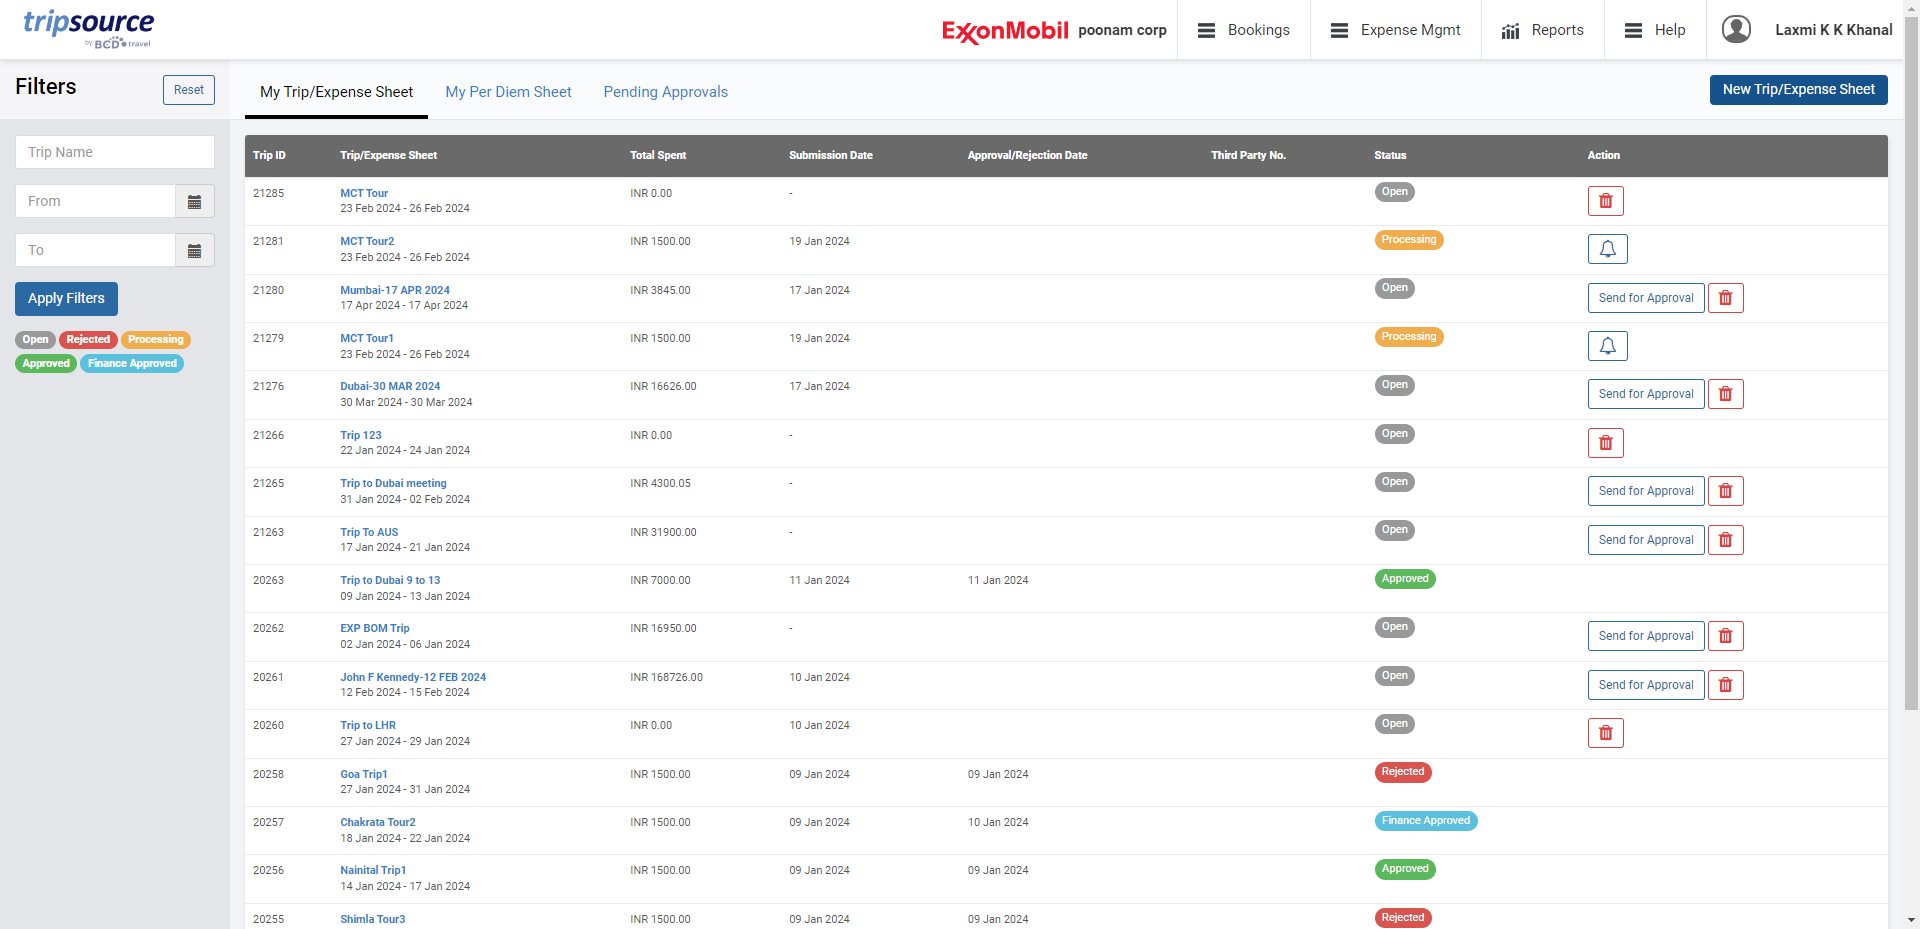 tripsource
by BCD travel
ExxonMobil poonam corp
Bookings
Expense Mgmt
Reports
Help
Laxmi K K Khanal
Filters
Reset
Trip Name
From
To
Apply Filters
Open Rejected Processing
Approved Finance Approved
My Trip/Expense Sheet My Per Diem Sheet Pending Approvals
New Trip/Expense Sheet
Trip ID Trip/Expense Sheet Total Spent Submission Date Approval/Rejection Date Third Party No. Status Action
21285 MCT Tour INR 0.00 - Open
23 Feb 2024 - 26 Feb 2024
21281 MCT Tour2 INR 1500.00 19 Jan 2024 Processing
23 Feb 2024 - 26 Feb 2024
21280 Mumbai-17 APR 2024 INR 3845.00 17 Jan 2024 Open Send for Approval
17 Apr 2024 - 17 Apr 2024
21279 MCT Tour1 INR 1500.00 19 Jan 2024 Processing
23 Feb 2024 - 26 Feb 2024
21276 Dubai-30 MAR 2024 INR 16626.00 17 Jan 2024 Open Send for Approval
30 Mar 2024 - 30 Mar 2024
21266 Trip 123 INR 0.00 - Open
22 Jan 2024 - 24 Jan 2024
21265 Trip to Dubai meeting INR 4300.05 - Open Send for Approval
31 Jan 2024 - 02 Feb 2024
21263 Trip To AUS INR 31900.00 - Open Send for Approval
17 Jan 2024 - 21 Jan 2024
20263 Trip to Dubai 9 to 13 INR 7000.00 11 Jan 2024 11 Jan 2024 Approved
09 Jan 2024 - 13 Jan 2024
20262 EXP BOM Trip INR 16950.00 - Open Send for Approval
02 Jan 2024 - 06 Jan 2024
20261 John F Kennedy-12 FEB 2024 INR 168726.00 10 Jan 2024 Open Send for Approval
12 Feb 2024 - 15 Feb 2024
20260 Trip to LHR INR 0.00 10 Jan 2024 Open
27 Jan 2024 - 29 Jan 2024
20258 Goa Trip1 INR 1500.00 09 Jan 2024 09 Jan 2024 Rejected
27 Jan 2024 - 31 Jan 2024
20257 Chakrata Tour2 INR 1500.00 09 Jan 2024 10 Jan 2024 Finance Approved
18 Jan 2024 - 22 Jan 2024
20256 Nainital Trip1 INR 1500.00 09 Jan 2024 09 Jan 2024 Approved
14 Jan 2024 - 17 Jan 2024
20255 Shimla Tour3 INR 1500.00 09 Jan 2024 09 Jan 2024 Rejected